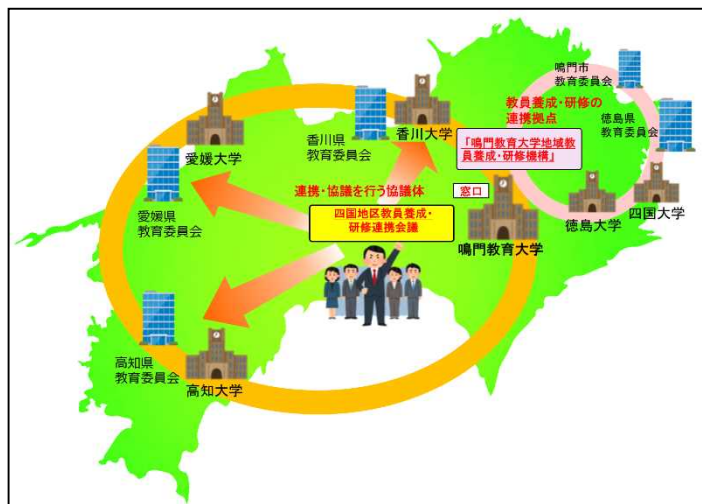 鳴門市
教育委員会
教員養成・研修の
連携拠点
徳島県
教育委員会
香川県
教育委員会
香川大学
『鳴門教育大学地域教
員養成・研修機構』
愛媛大学
愛媛県
教育委員会
連携・協議を行う協議体
四国地区教員養成・
研修連携会議
窓口
鳴門教育大学
徳島大学
四国大学
高知県
教育委員会
高知大学